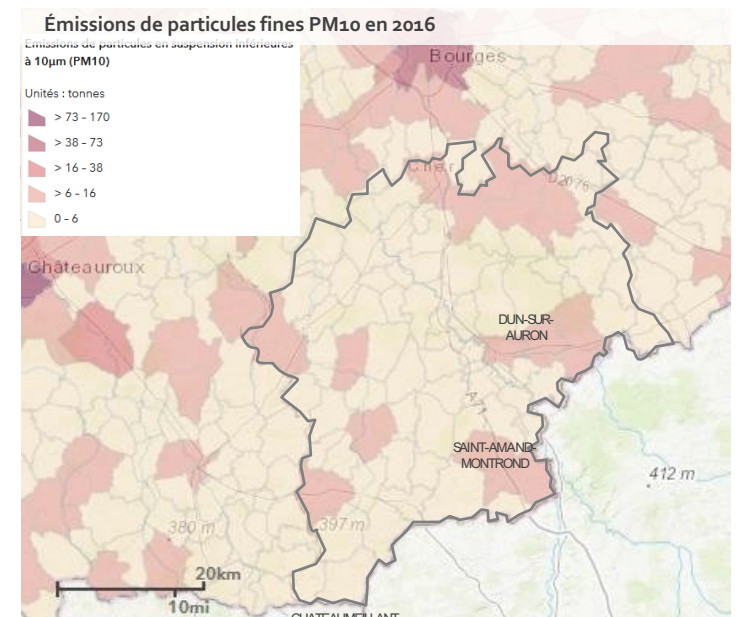 Émissions de particules fines PM10 en 2016
Emissions de particules en suspension inférieures
à 10µm (PM10)
Unités : tonnes
> 73 - 170
> 38 - 73
> 16 - 38
> 6 - 16
0 - 6
Bourges
Cher
D2076
Châteauroux
DUN-SUR-
AURON
A71
SAINT-AMAND-
MONTROND
412 m
380 m
397 m
20km
10mi
CHATEAUMEILLANT